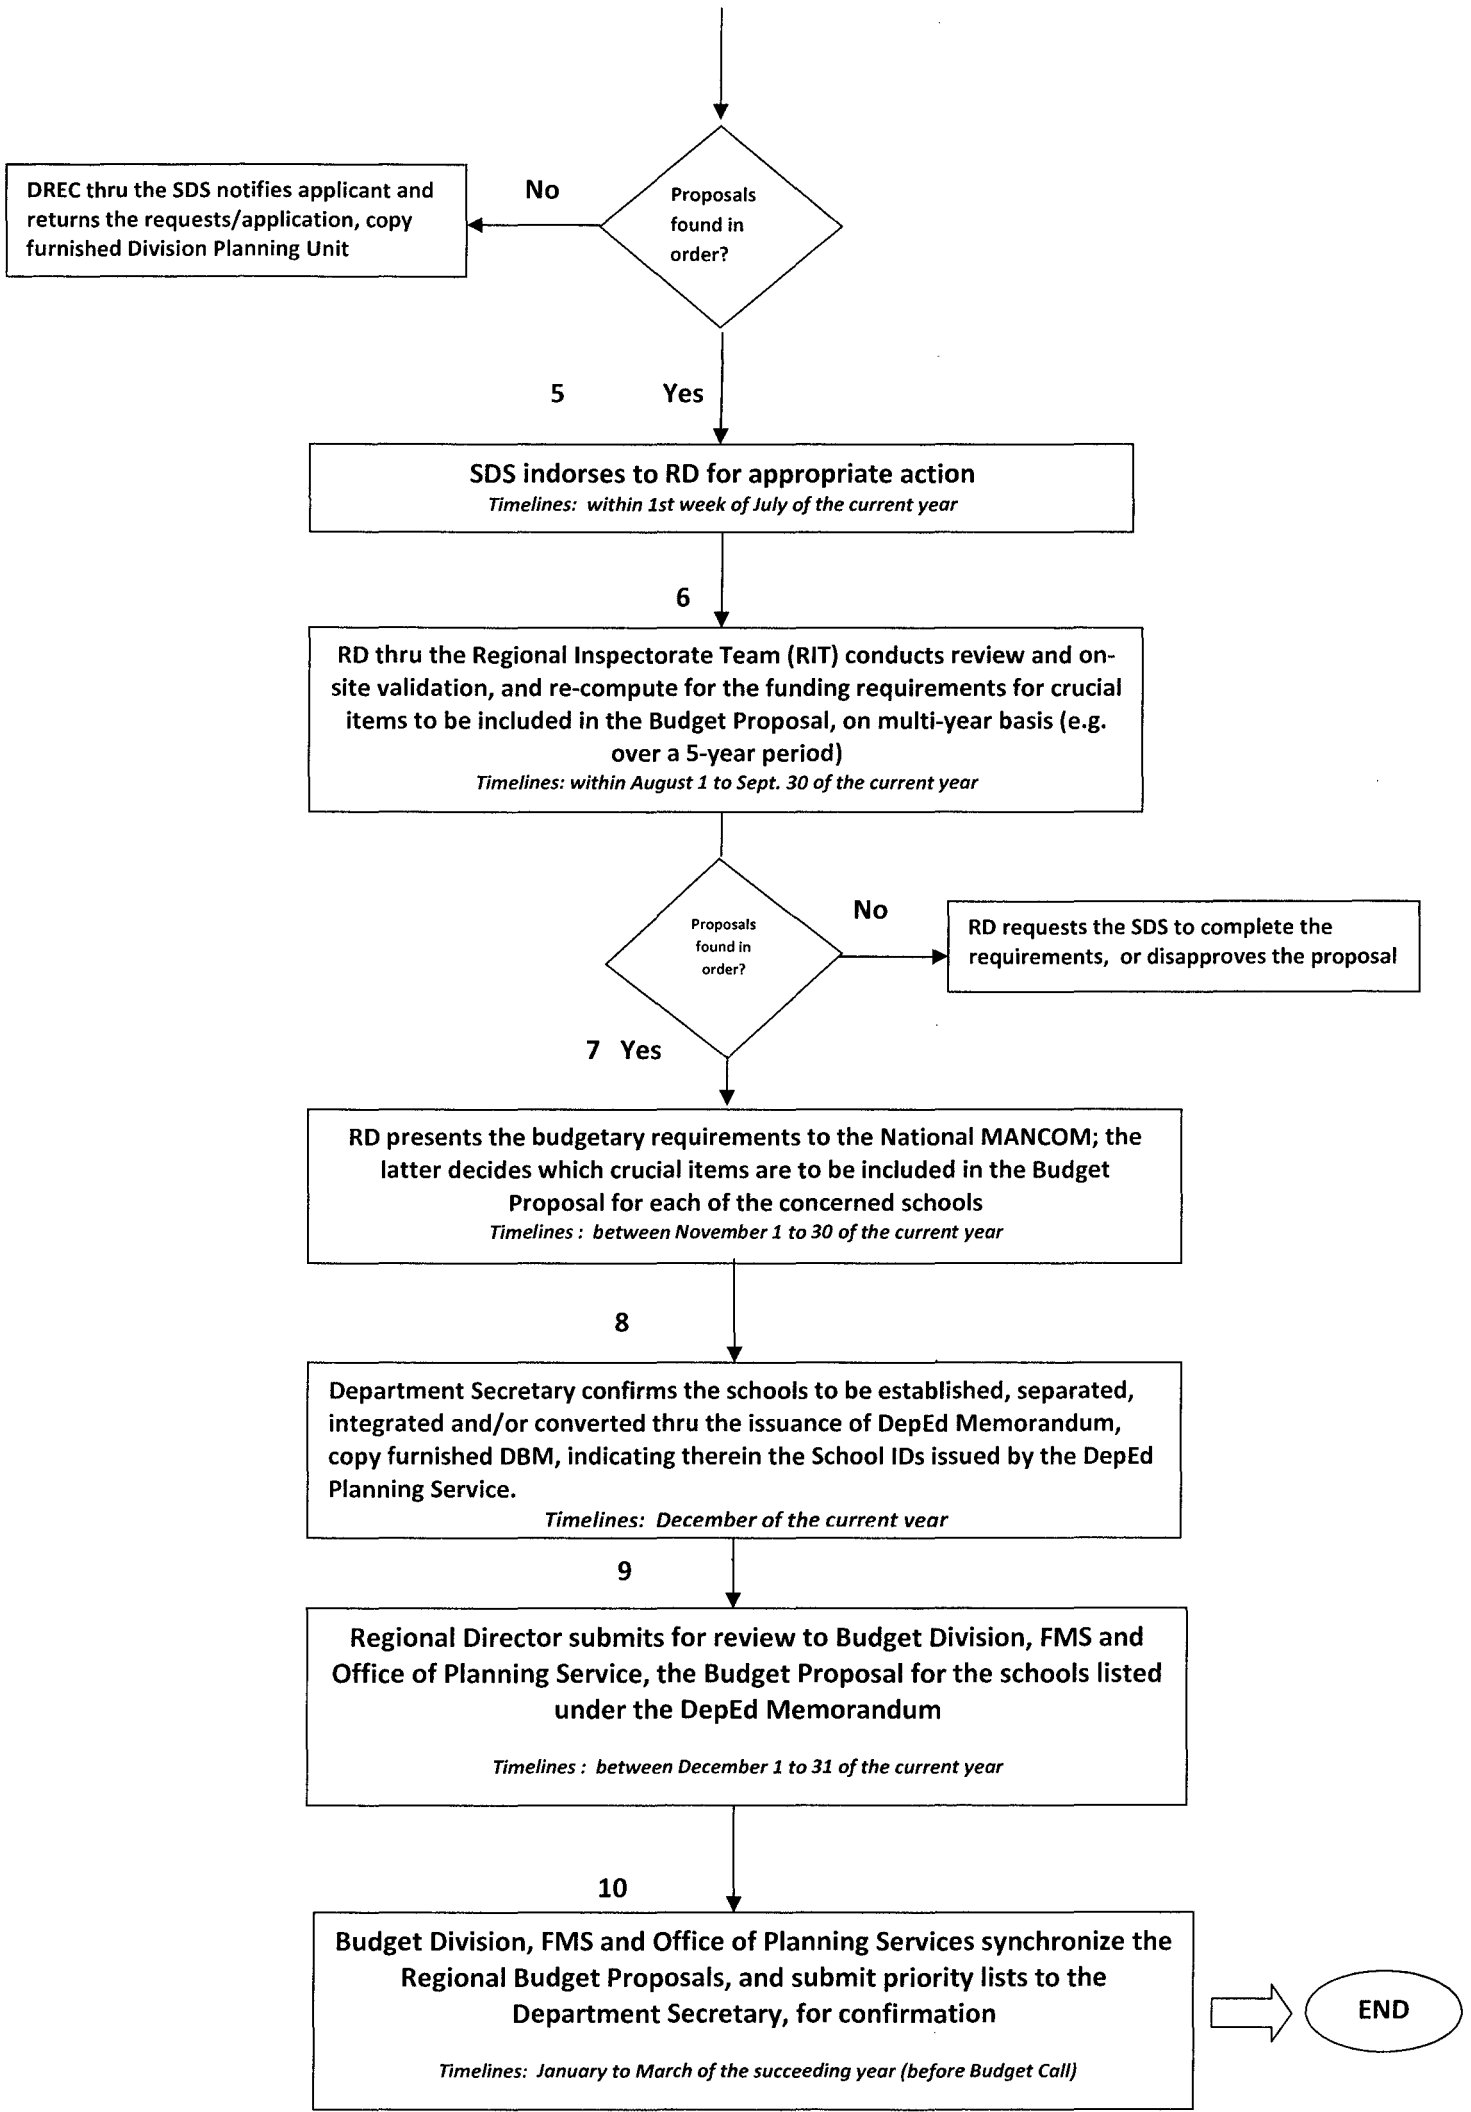 Proposals
found in
order?
No
DREC thru the SDS notifies applicant and
returns the requests/application, copy
furnished Division Planning Unit
5 Yes
SDS indorses to RD for appropriate action
Timelines: within 1st week of July of the current year
6
RD thru the Regional Inspectorate Team (RIT) conducts review and on-
site validation, and re-compute for the funding requirements for crucial
items to be included in the Budget Proposal, on multi-year basis (e.g.
over a 5-year period)
Timelines: within August 1 to Sept. 30 of the current year
Proposals
found in
order?
No
RD requests the SDS to complete the
requirements, or disapproves the proposal
7 Yes
RD presents the budgetary requirements to the National MANCOM; the
latter decides which crucial items are to be included in the Budget
Proposal for each of the concerned schools
Timelines : between November 1 to 30 of the current year
8
Department Secretary confirms the schools to be established, separated,
integrated and/or converted thru the issuance of DepEd Memorandum,
copy furnished DBM, indicating therein the School IDs issued by the DepEd
Planning Service.
Timelines: December of the current year
9
Regional Director submits for review to Budget Division, FMS and
Office of Planning Service, the Budget Proposal for the schools listed
under the DepEd Memorandum
Timelines : between December 1 to 31 of the current year
10
Budget Division, FMS and Office of Planning Services synchronize the
Regional Budget Proposals, and submit priority lists to the
Department Secretary, for confirmation
Timelines: January to March of the succeeding year (before Budget Call)
END